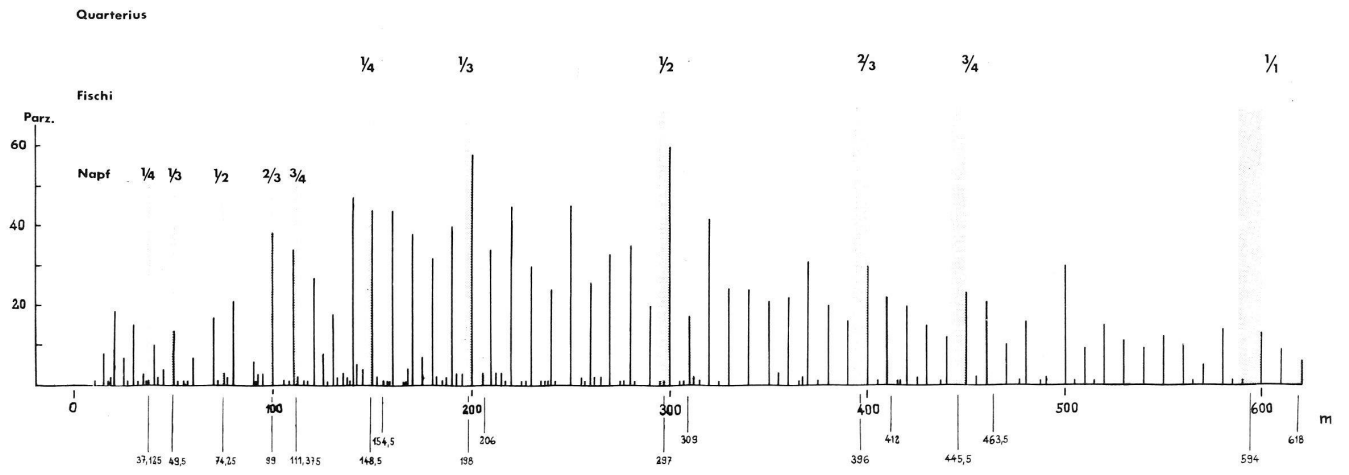 Quarterius
¼ ⅓ ½ ⅔ ¾ 1/1
Fischi
Parz.
60
Napf ¼ ⅓ ½ ⅔ ¾
40
20
0 100 200 300 400 500 600 m
154,5 206 309 412 463,5 618
37,125 49,5 74,25 99 111,375 148,5 198 297 396 445,5 594